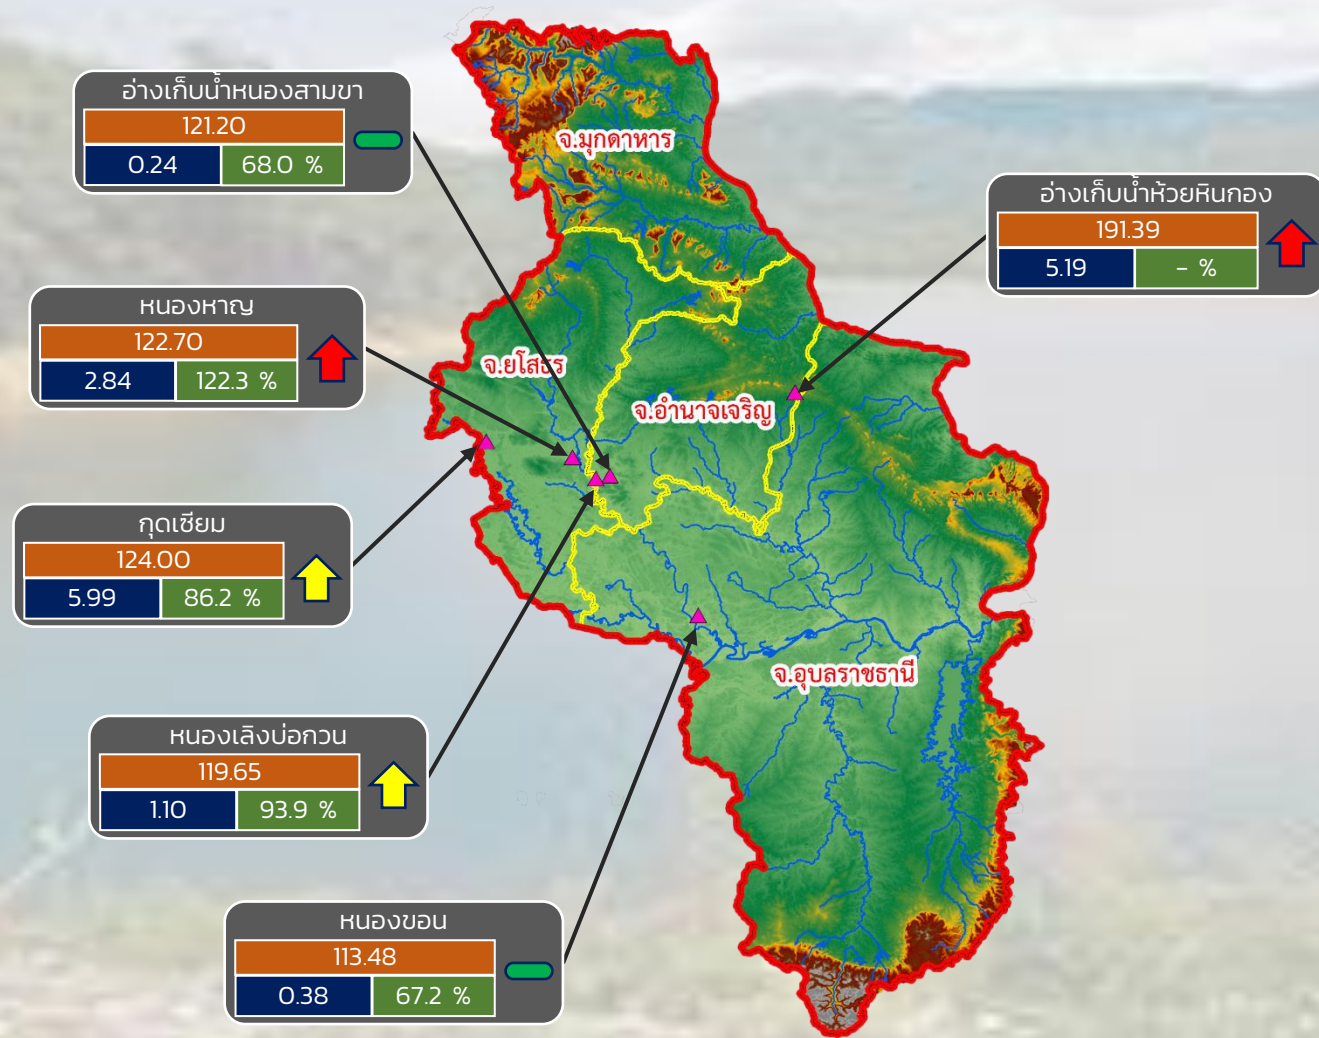 อ่างเก็บน้ำหนองสามขา
121.20
0.24 68.0 %
จ.มุกดาหาร
อ่างเก็บน้ำห้วยหินกอง
191.39
5.19 - %
หนองหาญ
122.70
2.84 122.3 %
จ.ยโสธร
จ.อำนาจเจริญ
กุดเซียม
124.00
5.99 86.2 %
จ.อุบลราชธานี
หนองเลิงบ่อกวน
119.65
1.10 93.9 %
หนองขอน
113.48
0.38 67.2 %